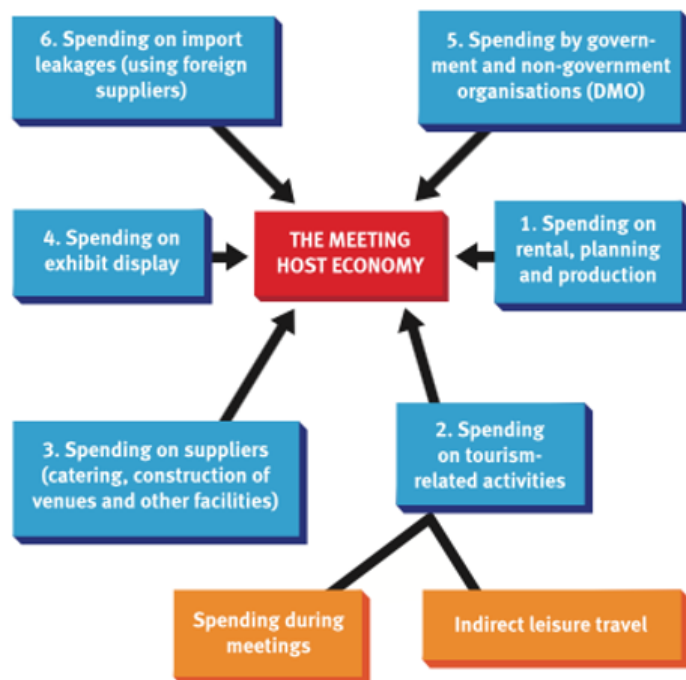 6. Spending on import
leakages (using foreign
suppliers)
5. Spending by govern-
ment and non-government
organisations (DMO)
4. Spending on
exhibit display
THE MEETING
HOST ECONOMY
1. Spending on
rental, planning
and production
3. Spending on suppliers
(catering, construction of
venues and other facilities)
2. Spending
on tourism-
related activities
Spending during
meetings
Indirect leisure travel